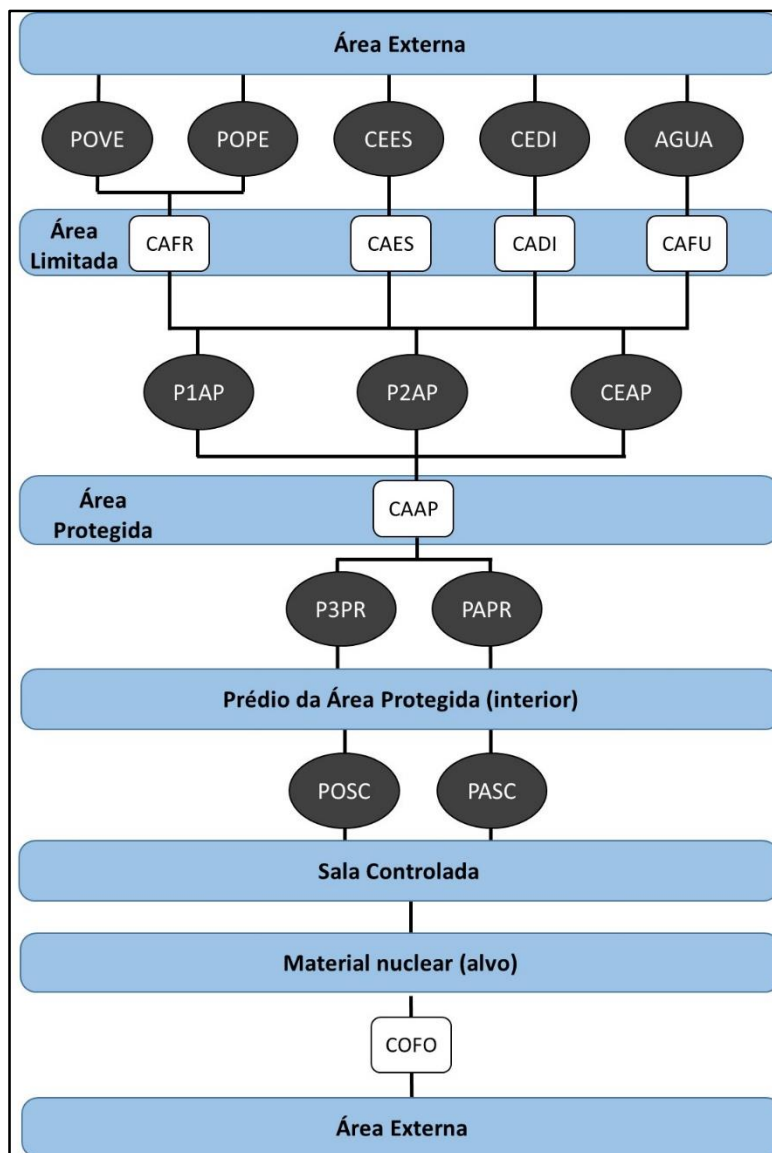 Área Externa
POVE POPE CEES CEDI AGUA
Área
Limitada
CAFR CAES CADI CAFU
P1AP P2AP CEAP
Área
Protegida
CAAP
P3PR PAPR
Prédio da Área Protegida (interior)
POSC PASC
Sala Controlada
Material nuclear (alvo)
COFO
Área Externa